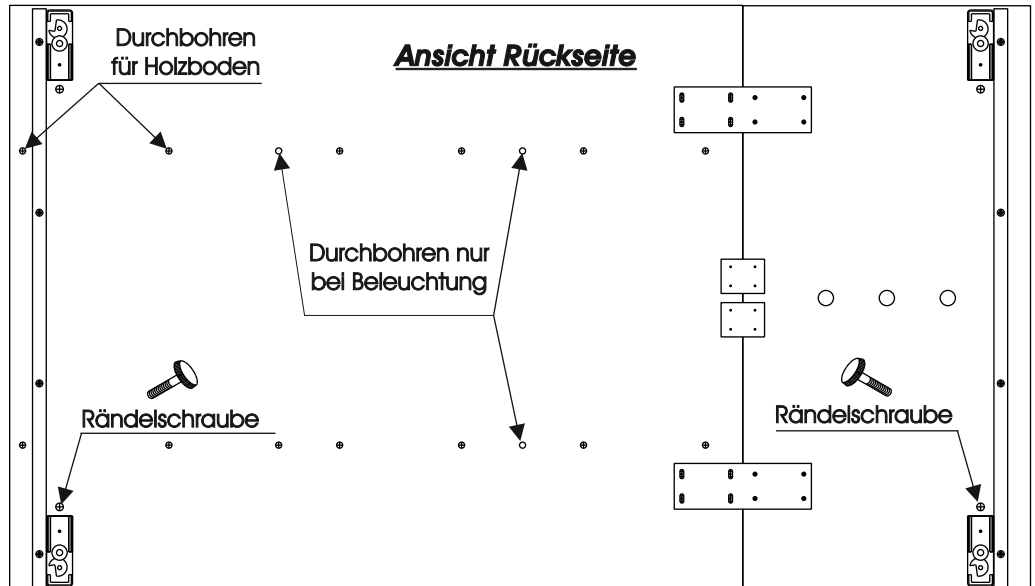 Durchbohren
für Holzboden
Ansicht Rückseite
Durchbohren nur
bei Beleuchtung
Rändelschraube
Rändelschraube